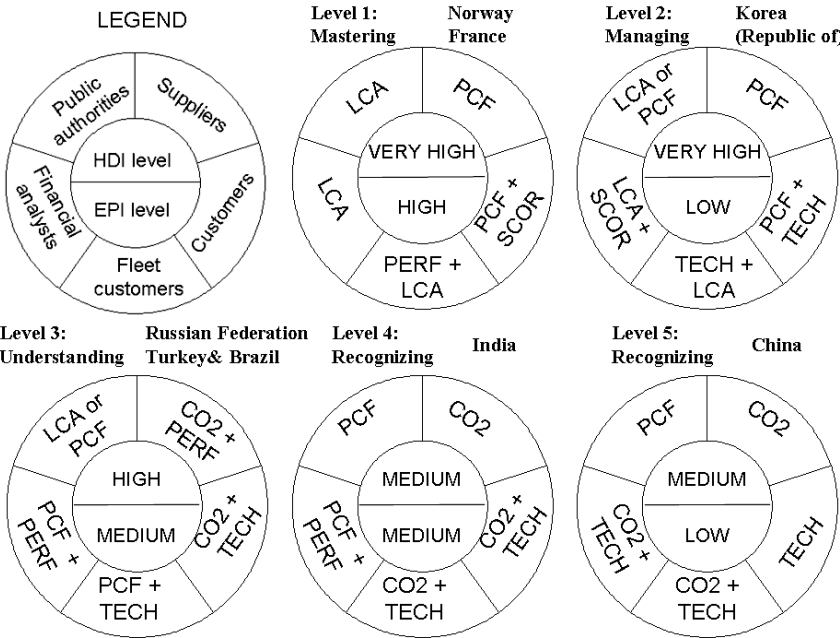 LEGEND
Public
authorities
Suppliers
HDI level
EPI level
Financial
analysts
Customers
Fleet
customers
Level 1:
Mastering
Norway
France
LCA
PCF
VERY HIGH
HIGH
LCA
PCF +
SCOR
PERF +
LCA
Level 2:
Managing
Korea
(Republic of)
LCA or
PCF
PCF
VERY HIGH
LOW
LCA +
SCOR
PCF +
TECH
TECH +
LCA
Level 3:
Understanding
Russian Federation
Turkey& Brazil
LCA or
PCF
CO2 +
PERF
HIGH
MEDIUM
PCF +
PERF
CO2 +
TECH
PCF +
TECH
Level 4:
Recognizing
India
PCF
CO2
MEDIUM
MEDIUM
PCF +
PERF
CO2 +
TECH
CO2 +
TECH
Level 5:
Recognizing
China
PCF
CO2
MEDIUM
LOW
CO2 +
TECH
TECH
CO2 +
TECH